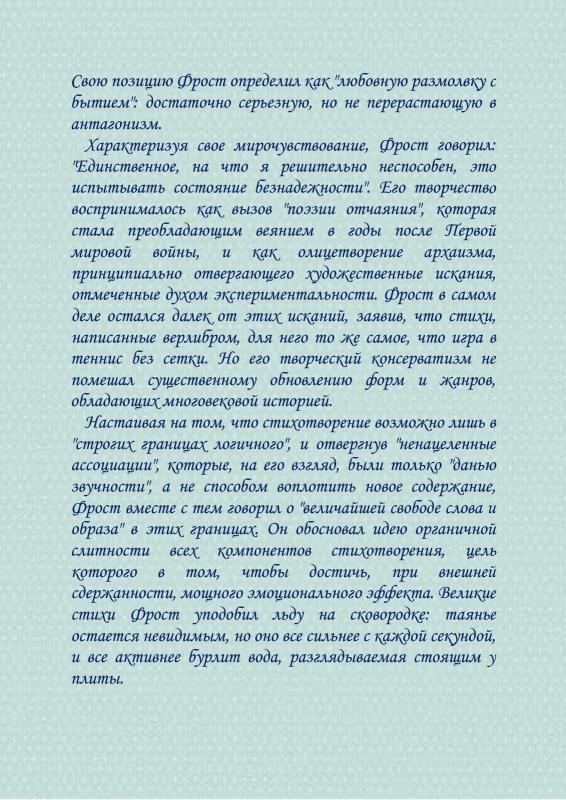 Свою позицию Фрост определил как "любовную размолвку с
бытием": достаточно серьезную, но не перерастающую в
антагонизм.
Характеризуя свое мирочувствование, Фрост говорил:
"Единственное, на что я решительно неспособен, это
испытывать состояние безнадежности". Его творчество
воспринималось как вызов "поэзии отчаяния", которая
стала преобладающим веянием в годы после Первой
мировой войны, и как олицетворение архаизма,
принципиально отвергающего художественные искания,
отмеченные духом экспериментальности. Фрост в самом
деле остался далек от этих исканий, заявив, что стихи,
написанные верлибром, для него то же самое, что игра в
теннис без сетки. Но его творческий консерватизм не
помешал существенному обновлению форм и жанров,
обладающих многовековой историей.
Настаивая на том, что стихотворение возможно лишь в
"строгих границах логичного", и отвергнув "ненацеленные
ассоциации", которые, на его взгляд, были только "данью
звучности", а не способом воплотить новое содержание,
Фрост вместе с тем говорил о "величайшей свободе слова и
образа" в этих границах. Он обосновал идею органичной
слитности всех компонентов стихотворения, цель
которого в том, чтобы достичь, при внешней
сдержанности, мощного эмоционального эффекта. Великие
стихи Фрост уподобил льду на сковородке: таянье
остается невидимым, но оно все сильнее с каждой секундой,
и все активнее бурлит вода, разглядываемая стоящим у
плиты.